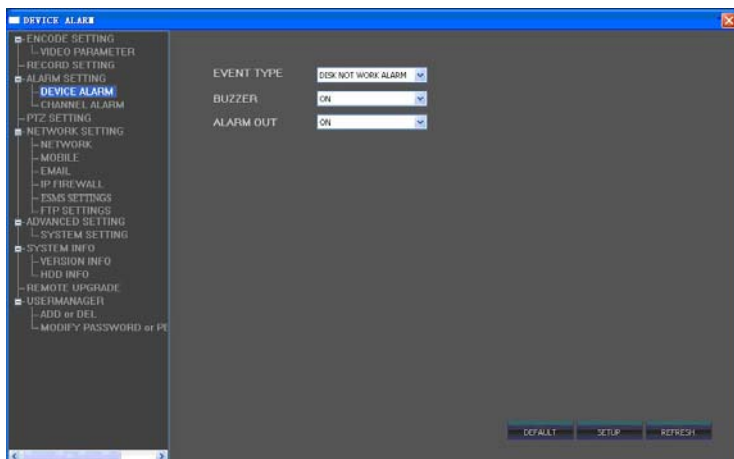 DEVICE ALARM
ENCODE SETTING
VIDEO PARAMETER
RECORD SETTING
ALARM SETTING
DEVICE ALARM
CHANNEL ALARM
PTZ SETTING
NETWORK SETTING
NETWORK
MOBILE
EMAIL
IP FIREWALL
ESMS SETTINGS
FTP SETTINGS
ADVANCED SETTING
SYSTEM SETTING
SYSTEM INFO
VERSION INFO
HDD INFO
REMOTE UPGRADE
USERMANAGER
ADD or DEL
MODIFY PASSWORD or PE
EVENT TYPE DISK NOT WORK ALARM
BUZZER ON
ALARM OUT ON
DEFAULT SETUP REFRESH